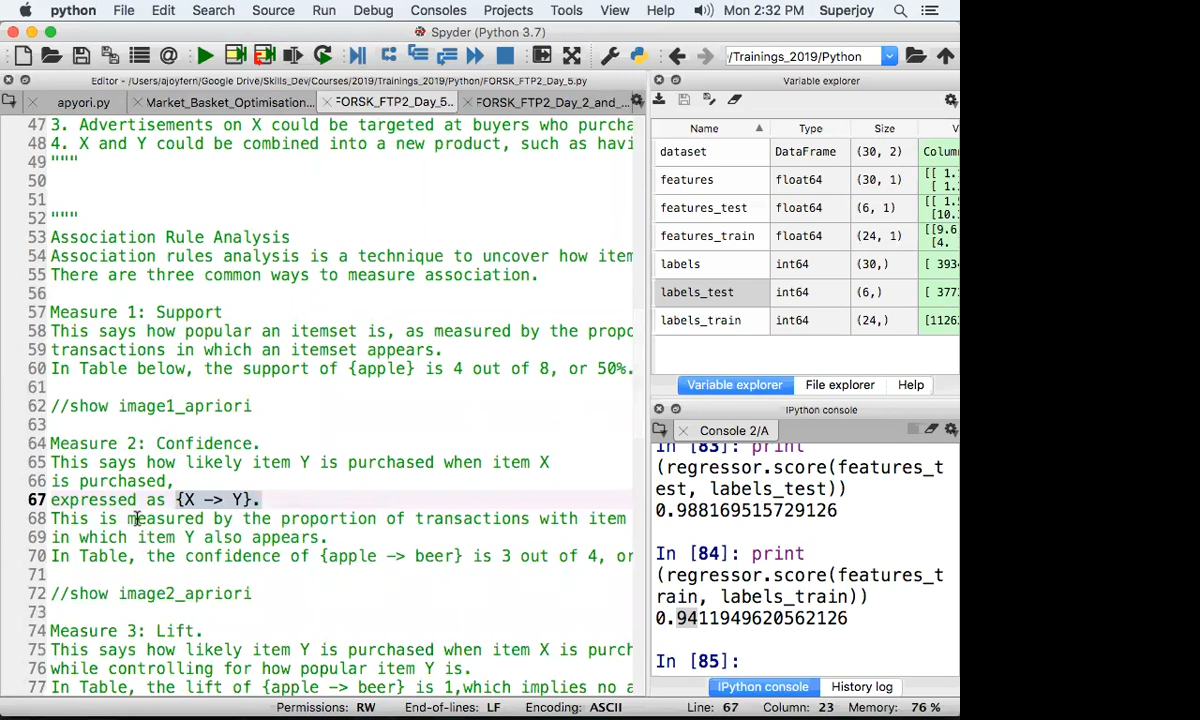 python File Edit Search Source Run Debug Consoles Projects Tools View Help Mon 2:32 PM Superjoy
Spyder (Python 3.7)
/Trainings_2019/Python
Editor - /Users/ajoyfern/Google Drive/Skills_Dev/Courses/2019/Trainings_2019/Python/FORSK_FTP2_Day_5.py
apyori.py Market_Basket_Optimisation... FORSK_FTP2_Day_5.. FORSK_FTP2_Day_2_and_...
47 3. Advertisements on X could be targeted at buyers who purcha
48 4. X and Y could be combined into a new product, such as havi
49 """
50
51
52 """
53 Association Rule Analysis
54 Association rules analysis is a technique to uncover how item
55 There are three common ways to measure association.
56
57 Measure 1: Support
58 This says how popular an itemset is, as measured by the propo
59 transactions in which an itemset appears.
60 In Table below, the support of {apple} is 4 out of 8, or 50%.
61
62 //show image1_apriori
63
64 Measure 2: Confidence.
65 This says how likely item Y is purchased when item X
66 is purchased,
67 expressed as {X -> Y}.
68 This is measured by the proportion of transactions with item
69 in which item Y also appears.
70 In Table, the confidence of {apple -> beer} is 3 out of 4, or
71
72 //show image2_apriori
73
74 Measure 3: Lift.
75 This says how likely item Y is purchased when item X is purch
76 while controlling for how popular item Y is.
77 In Table, the lift of {apple -> beer} is 1,which implies no a
Variable explorer
Name Type Size V
dataset DataFrame (30, 2) Colum
features float64 (30, 1) [[ 1.
[ 1.
features_test float64 (6, 1) [[ 1.
[10.
features_train float64 (24, 1) [[9.6
[4.
labels int64 (30,) [ 393
labels_test int64 (6,) [ 377
labels_train int64 (24,) [1126
Variable explorer File explorer Help
IPython console
Console 2/A
In [83]: print
(regressor.score(features_t
est, labels_test))
0.988169515729126
In [84]: print
(regressor.score(features_t
rain, labels_train))
0.9411949620562126
In [85]:
IPython console History log
Permissions: RW End-of-lines: LF Encoding: ASCII Line: 67 Column: 23 Memory: 76 %